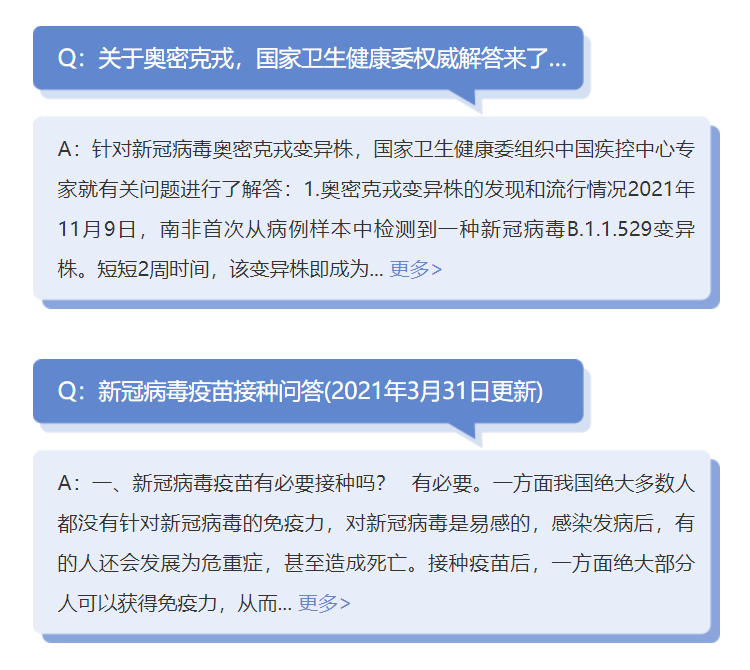 Q：关于奥密克戎，国家卫生健康委权威解答来了...
A：针对新冠病毒奥密克戎变异株，国家卫生健康委组织中国疾控中心专
家就有关问题进行了解答：1.奥密克戎变异株的发现和流行情况2021年
11月9日，南非首次从病例样本中检测到一种新冠病毒B.1.1.529变异
株。短短2周时间，该变异株即成为... 更多>
Q：新冠病毒疫苗接种问答(2021年3月31日更新)
A：一、新冠病毒疫苗有必要接种吗？　有必要。一方面我国绝大多数人
都没有针对新冠病毒的免疫力，对新冠病毒是易感的，感染发病后，有
的人还会发展为危重症，甚至造成死亡。接种疫苗后，一方面绝大部分
人可以获得免疫力，从而... 更多>